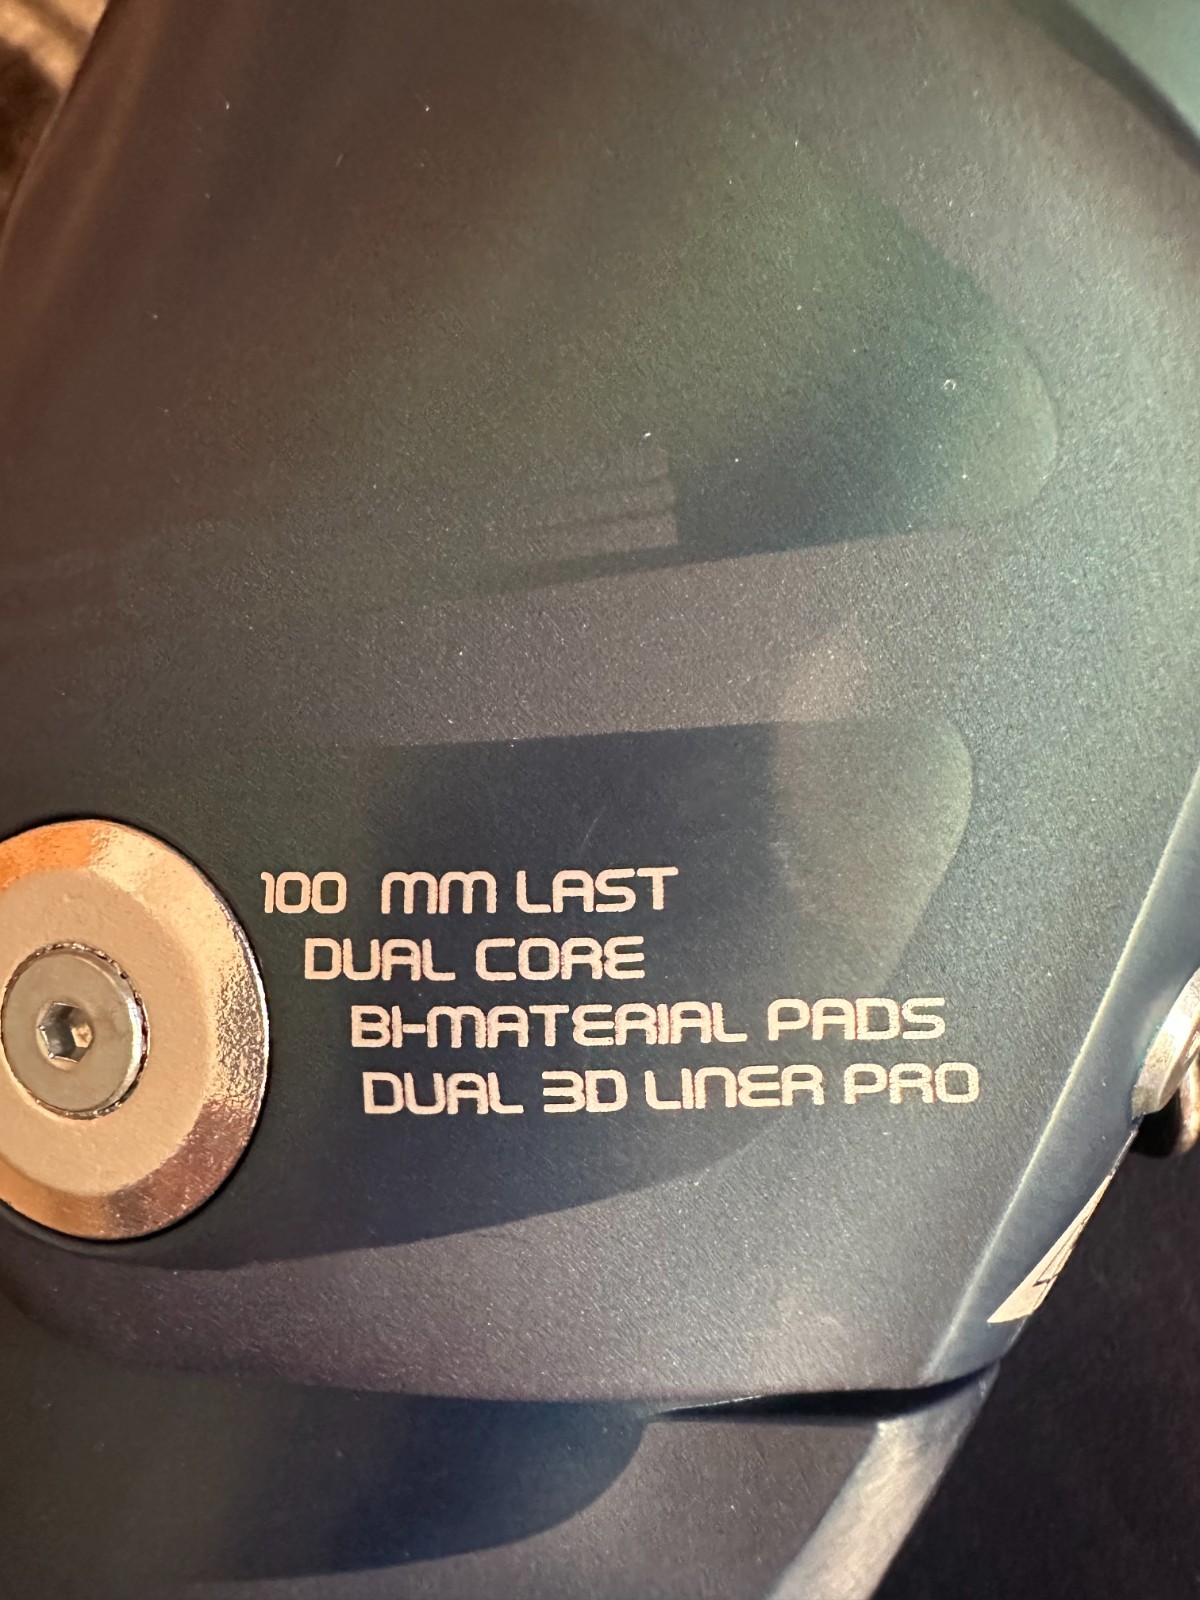 100 MM LAST
DUAL CORE
BI-MATERIAL PADS
DUAL 3D LINER PRO